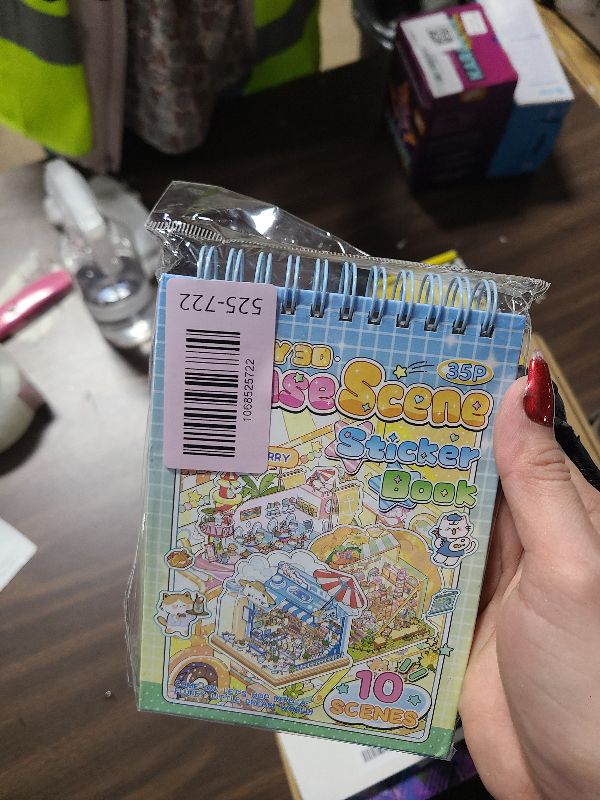 525-722
1068525722
Y 3D
35P
Scene
Sticker
Book
RRY
10
SCENES